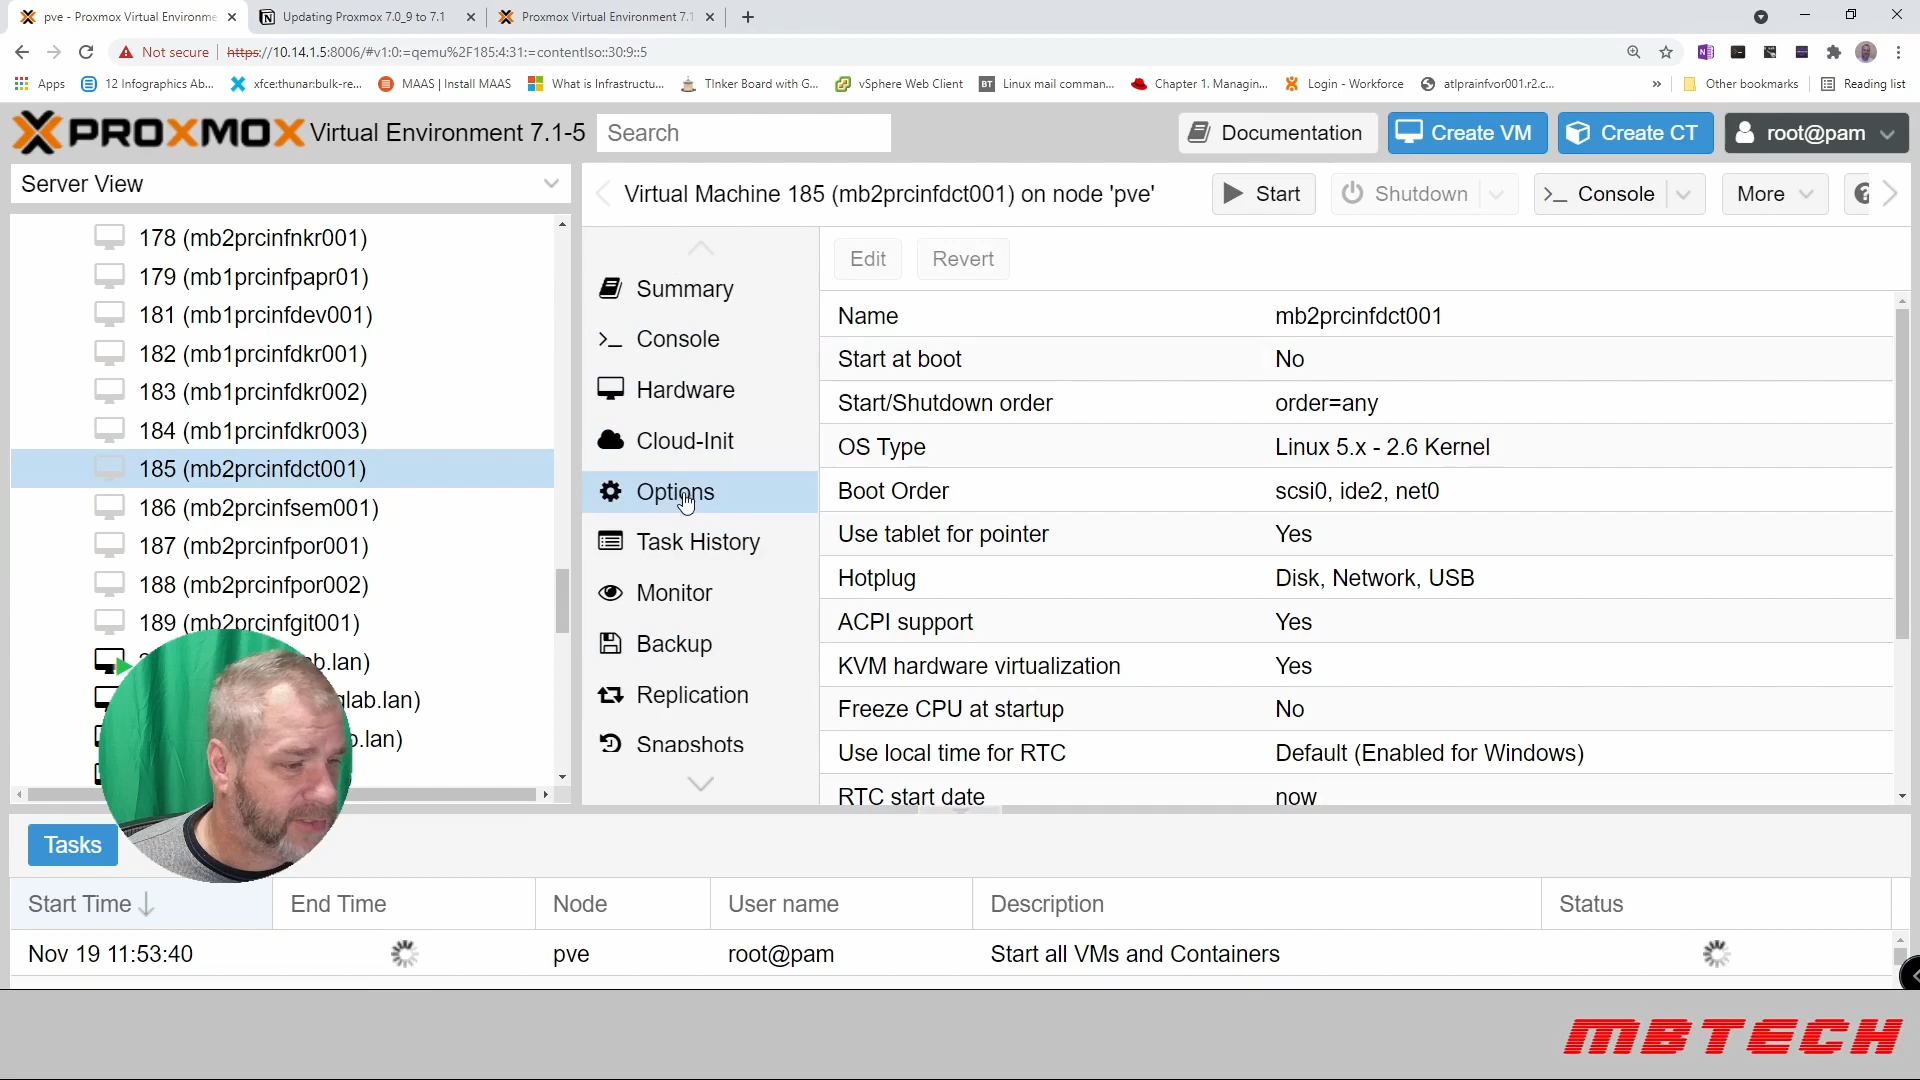 pve - Proxmox Virtual Environme
Updating Proxmox 7.0_9 to 7.1
Proxmox Virtual Environment 7.1
Not secure
https://10.14.1.5:8006/#v1:0:=qemu%2F185:4:31:=contentIso::30:9::5
Apps
12 Infographics Ab...
xfce:thunar:bulk-re...
MAAS | Install MAAS
What is Infrastructu...
TInker Board with G...
vSphere Web Client
BT
Linux mail comman...
Chapter 1. Managin...
Login - Workforce
atlprainfvor001.r2.c...
»
Other bookmarks
Reading list
PROXMOX Virtual Environment 7.1-5
Search
Documentation
Create VM
Create CT
root@pam
Server View
Virtual Machine 185 (mb2prcinfdct001) on node 'pve'
Start
Shutdown
Console
More
178 (mb2prcinfnkr001)
179 (mb1prcinfpapr01)
181 (mb1prcinfdev001)
182 (mb1prcinfdkr001)
183 (mb1prcinfdkr002)
184 (mb1prcinfdkr003)
185 (mb2prcinfdct001)
186 (mb2prcinfsem001)
187 (mb2prcinfpor001)
188 (mb2prcinfpor002)
189 (mb2prcinfgit001)
b.lan)
glab.lan)
.lan)
Summary
Console
Hardware
Cloud-Init
Options
Task History
Monitor
Backup
Replication
Snapshots
Edit
Revert
Name mb2prcinfdct001
Start at boot No
Start/Shutdown order order=any
OS Type Linux 5.x - 2.6 Kernel
Boot Order scsi0, ide2, net0
Use tablet for pointer Yes
Hotplug Disk, Network, USB
ACPI support Yes
KVM hardware virtualization Yes
Freeze CPU at startup No
Use local time for RTC Default (Enabled for Windows)
RTC start date now
Tasks
Start Time End Time Node User name Description Status
Nov 19 11:53:40 pve root@pam Start all VMs and Containers
MBTECH